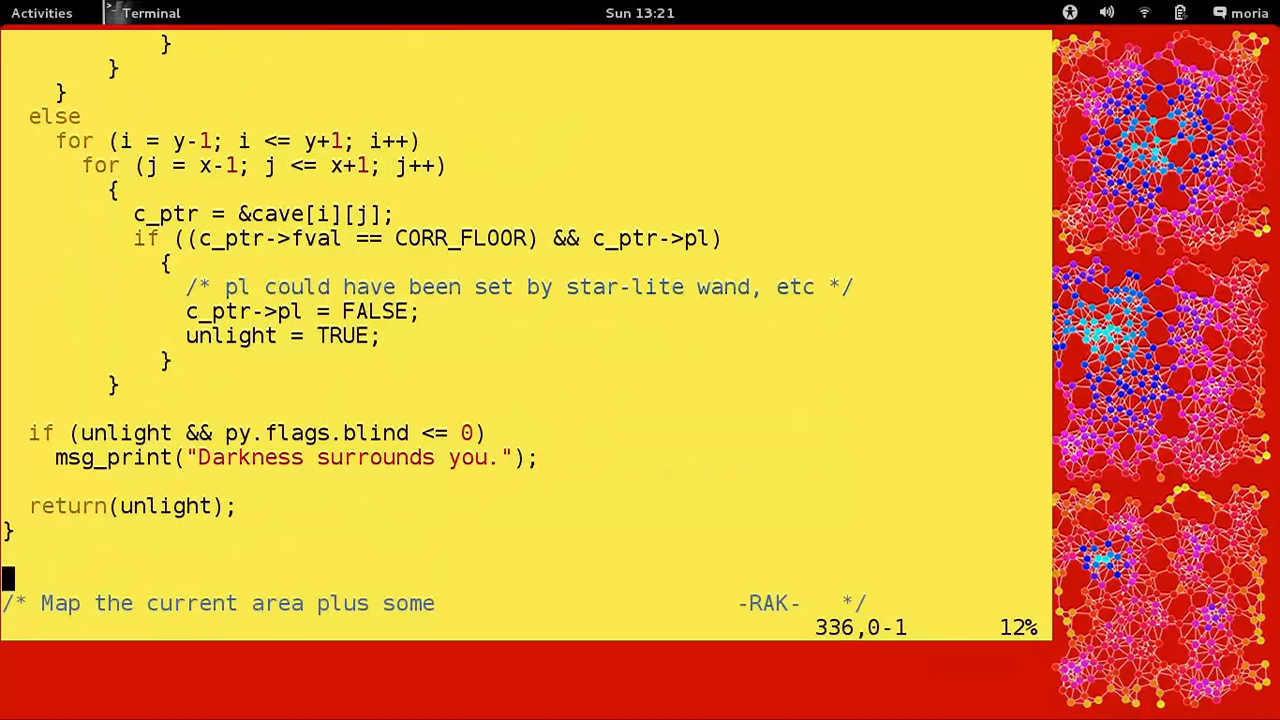 Activities Terminal Sun 13:21 moria
}
}
}
else
for (i = y-1; i <= y+1; i++)
for (j = x-1; j <= x+1; j++)
{
c_ptr = &cave[i][j];
if ((c_ptr->fval == CORR_FLOOR) && c_ptr->pl)
{
/* pl could have been set by star-lite wand, etc */
c_ptr->pl = FALSE;
unlight = TRUE;
}
}
if (unlight && py.flags.blind <= 0)
msg_print("Darkness surrounds you.");
return(unlight);
}
/* Map the current area plus some -RAK- */
336,0-1 12%